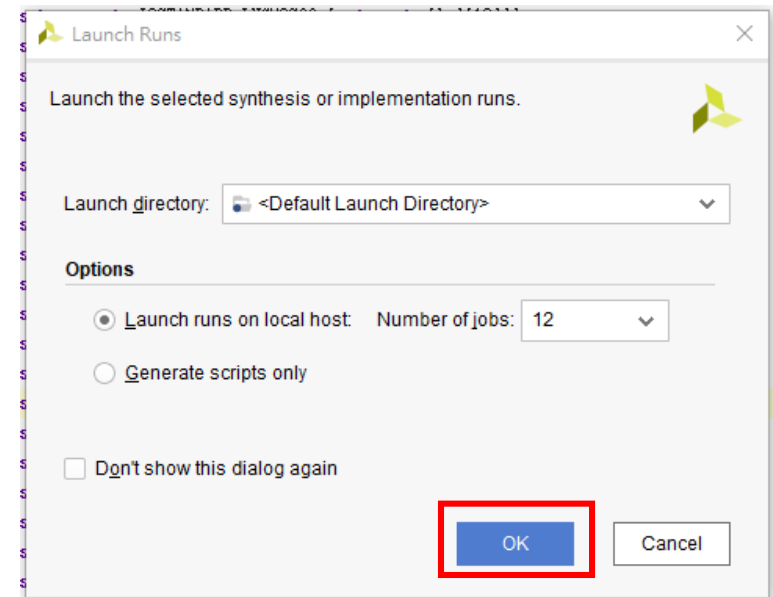 Launch Runs
Launch the selected synthesis or implementation runs.
Launch directory: <Default Launch Directory>
Options
Launch runs on local host: Number of jobs: 12
Generate scripts only
Don't show this dialog again
OK Cancel